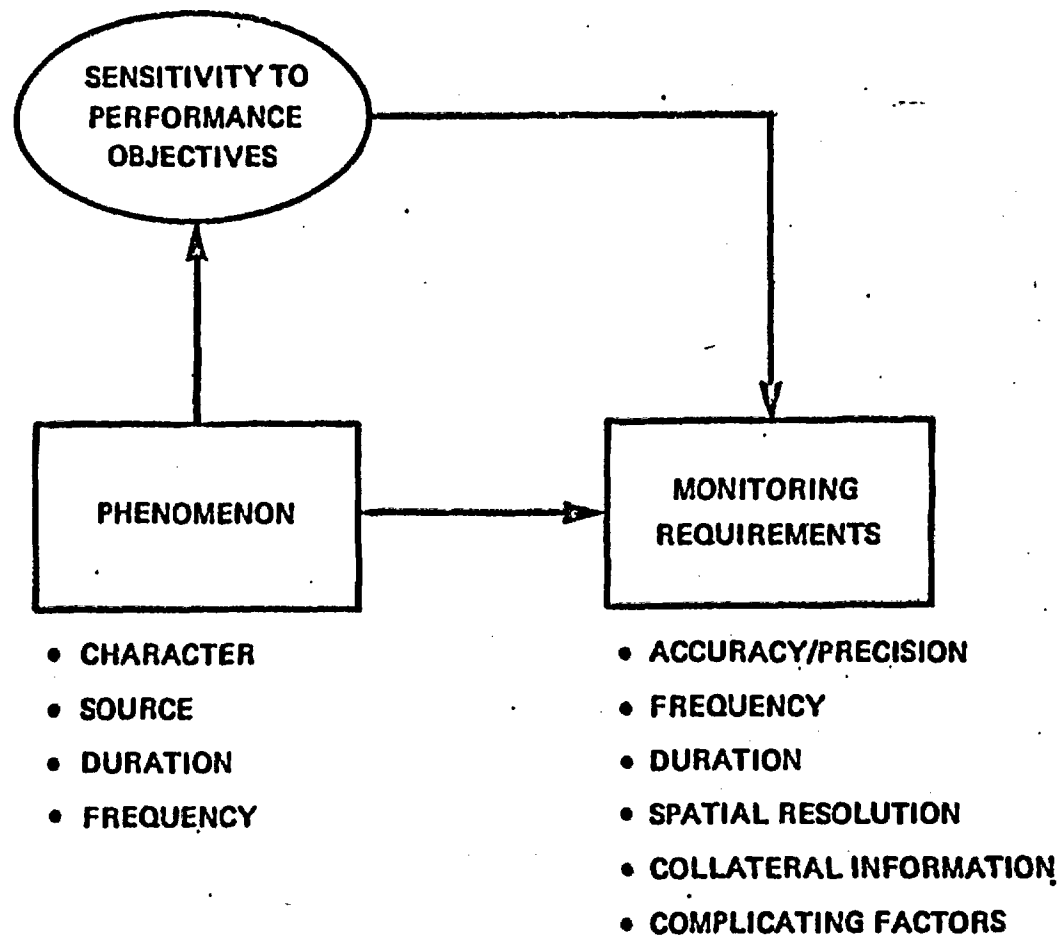 SENSITIVITY TO
PERFORMANCE
OBJECTIVES
PHENOMENON
MONITORING
REQUIREMENTS
• CHARACTER
• SOURCE
• DURATION
• FREQUENCY
• ACCURACY/PRECISION
• FREQUENCY
• DURATION
• SPATIAL RESOLUTION
• COLLATERAL INFORMATION
• COMPLICATING FACTORS